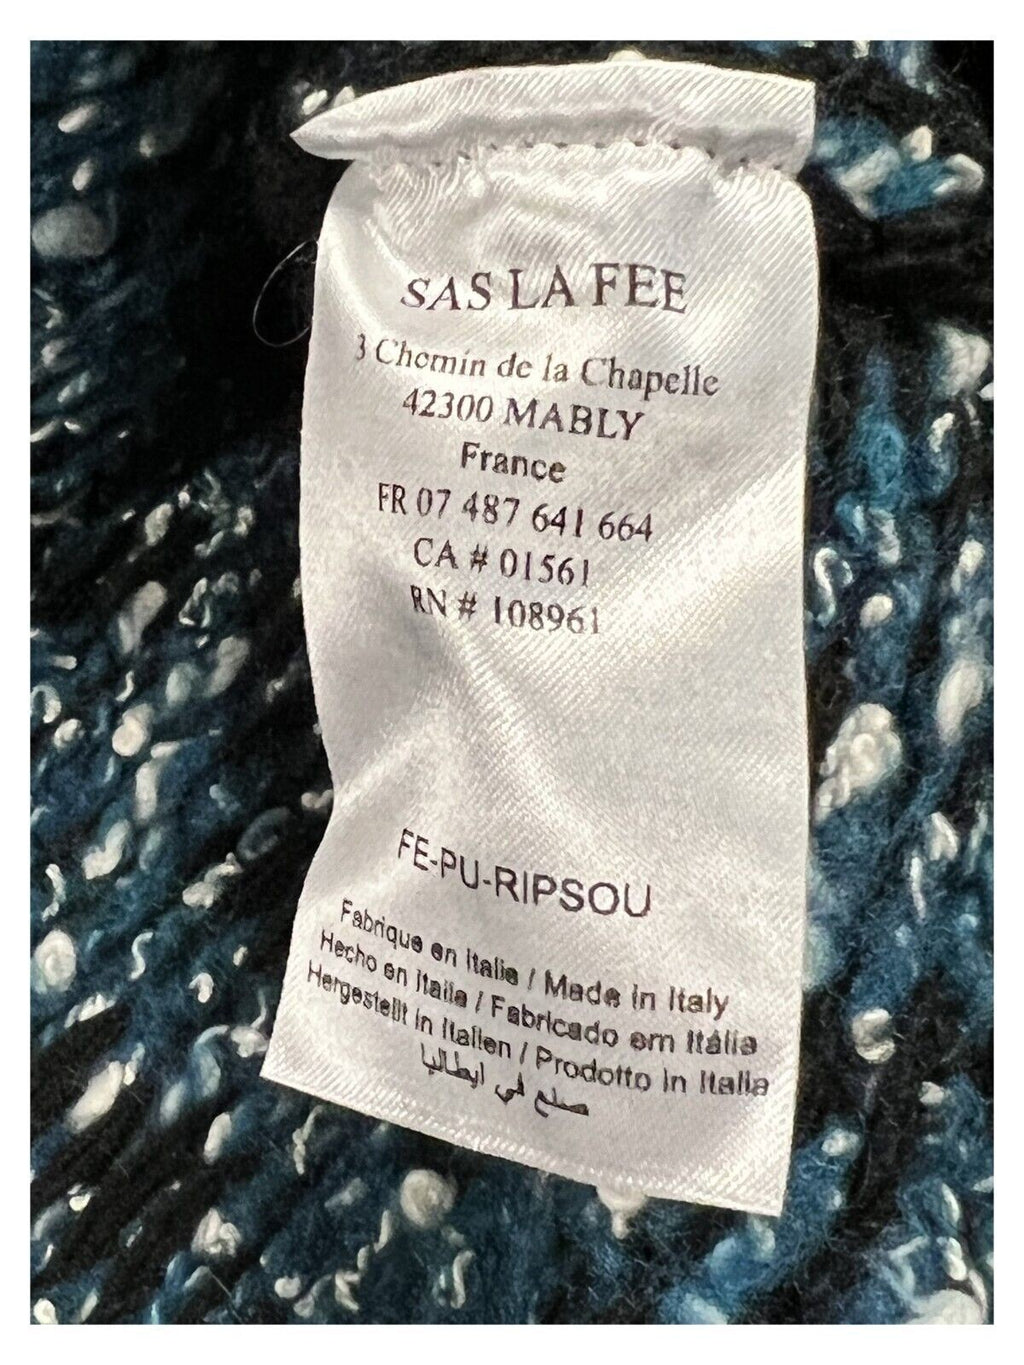 SAS LA FEE
3 Chemin de la Chapelle
42300 MABLY
France
FR 07 487 641 664
CA # 01561
RN # 108961
FE-PU-RIPSOU
Fabrique en Italie / Made in Italy
Hecho en Italia / Fabricado em Itália
Hergestellt in Italien / Prodotto in Italia
صنع في ايطاليا